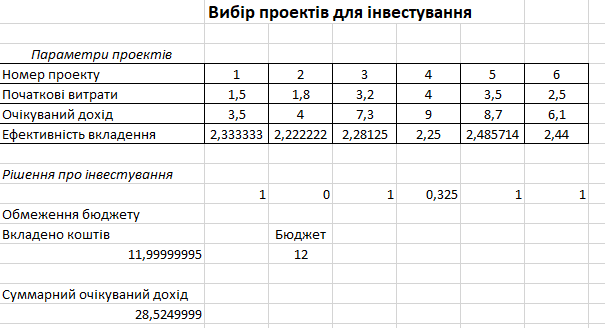 Вибір проектів для інвестування
Параметри проектів
Номер проекту 1 2 3 4 5 6
Початкові витрати 1,5 1,8 3,2 4 3,5 2,5
Очікуваний дохід 3,5 4 7,3 9 8,7 6,1
Ефективність вкладення 2,333333 2,222222 2,28125 2,25 2,485714 2,44
Рішення про інвестування
1 0 1 0,325 1 1
Обмеження бюджету
Вкладено коштів Бюджет
11,99999995 12
Суммарний очікуваний дохід
28,5249999